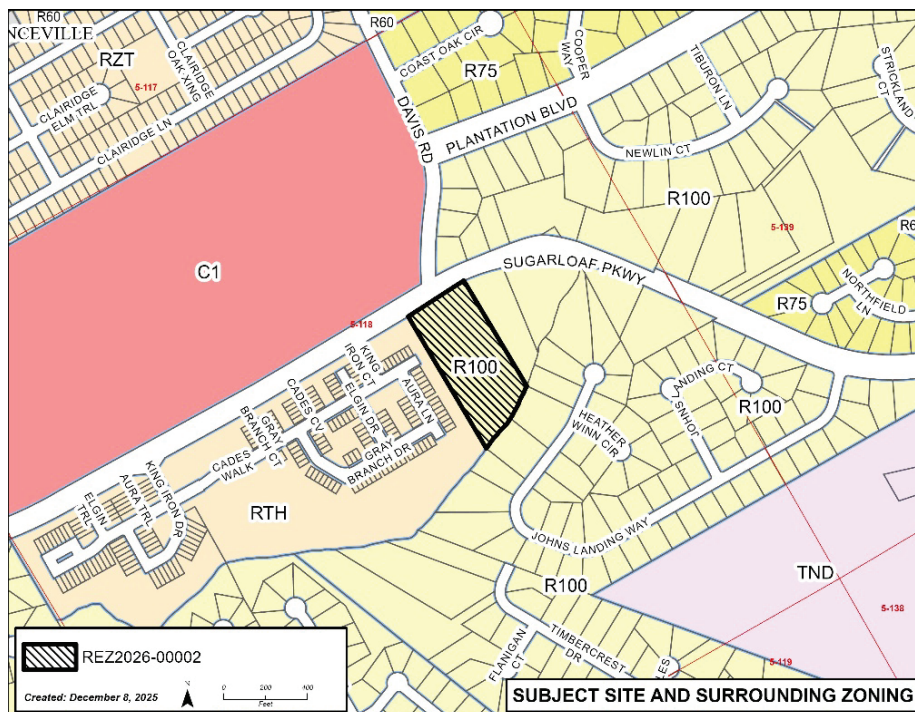 R60
NCEVILLE
RZT
5-117
CLAIRIDGE
OAK XING
CLAIRIDGE
ELM TRL
CLAIRIDGE LN
COAST OAK CIR
R75
DAVIS RD
PLANTATION BLVD
COOPER
WAY
TIBURON LN
STRICKLAND
CT
NEWLIN CT
R100
5-139
R6
C1
SUGARLOAF PKWY
R75
NORTHFIELD
LN
5-118
R100
KING
IRON CT
ELGIN DR
AURA LN
CADES CV
GRAY
BRANCH CT
GRAY
BRANCH DR
CADES
WALK
KING IRON DR
AURA TRL
ELGIN
TRL
RTH
HEATHER
WINN CIR
JOHNS L
ANDING CT
R100
JOHNS LANDING WAY
R100
TND
5-138
FLANIGAN
CT
TIMBERCREST
DR
5-119
LES
REZ2026-00002
Created: December 8, 2025
N
0 200 400
Feet
SUBJECT SITE AND SURROUNDING ZONING